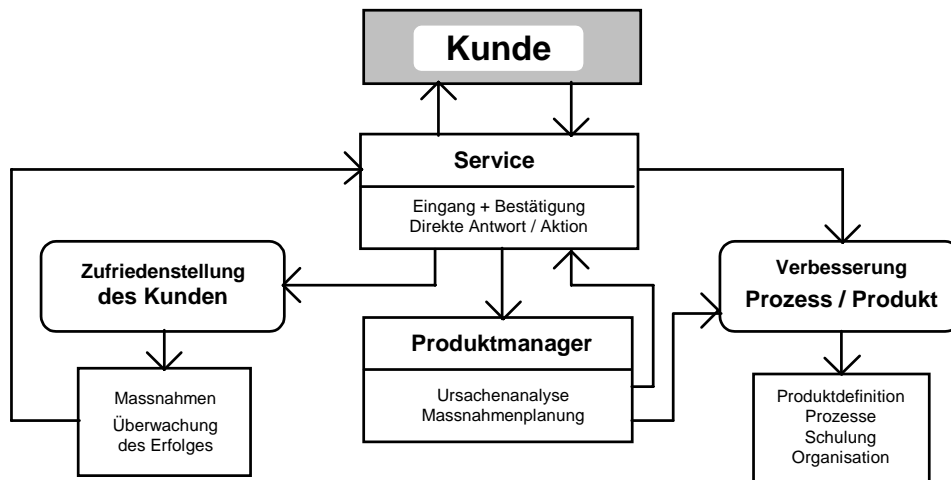 Kunde
Service
Eingang + Bestätigung
Direkte Antwort / Aktion
Zufriedenstellung
des Kunden
Verbesserung
Prozess / Produkt
Produktmanager
Ursachenanalyse
Massnahmenplanung
Massnahmen
Überwachung
des Erfolges
Produktdefinition
Prozesse
Schulung
Organisation